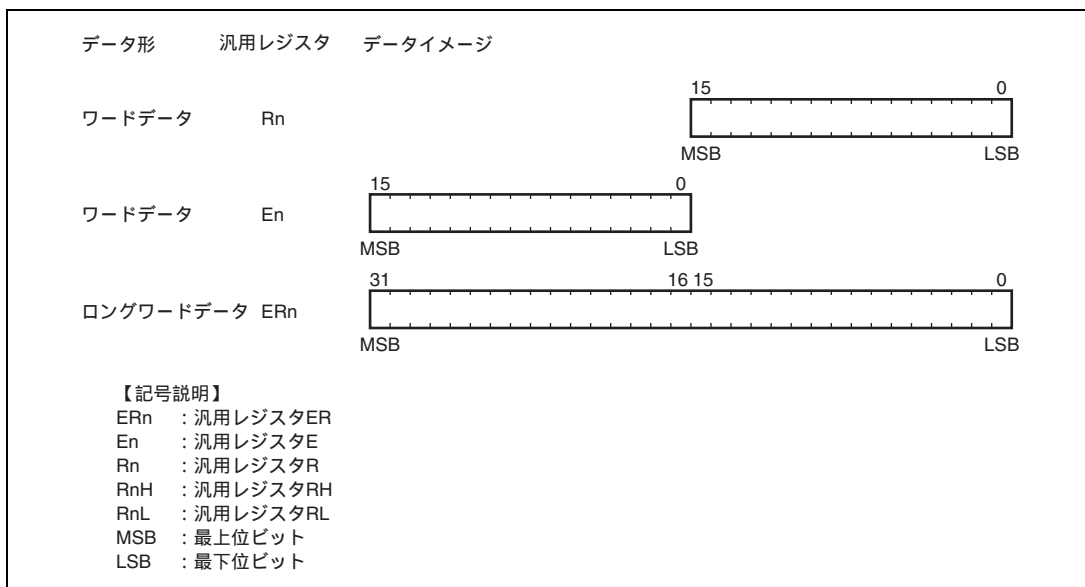 データ形 汎用レジスタ データイメージ
15 0
ワードデータ Rn
MSB LSB
15 0
ワードデータ En
MSB LSB
31 16 15 0
ロングワードデータ ERn
MSB LSB
【記号説明】
ERn :汎用レジスタER
En :汎用レジスタE
Rn :汎用レジスタR
RnH :汎用レジスタRH
RnL :汎用レジスタRL
MSB :最上位ビット
LSB :最下位ビット